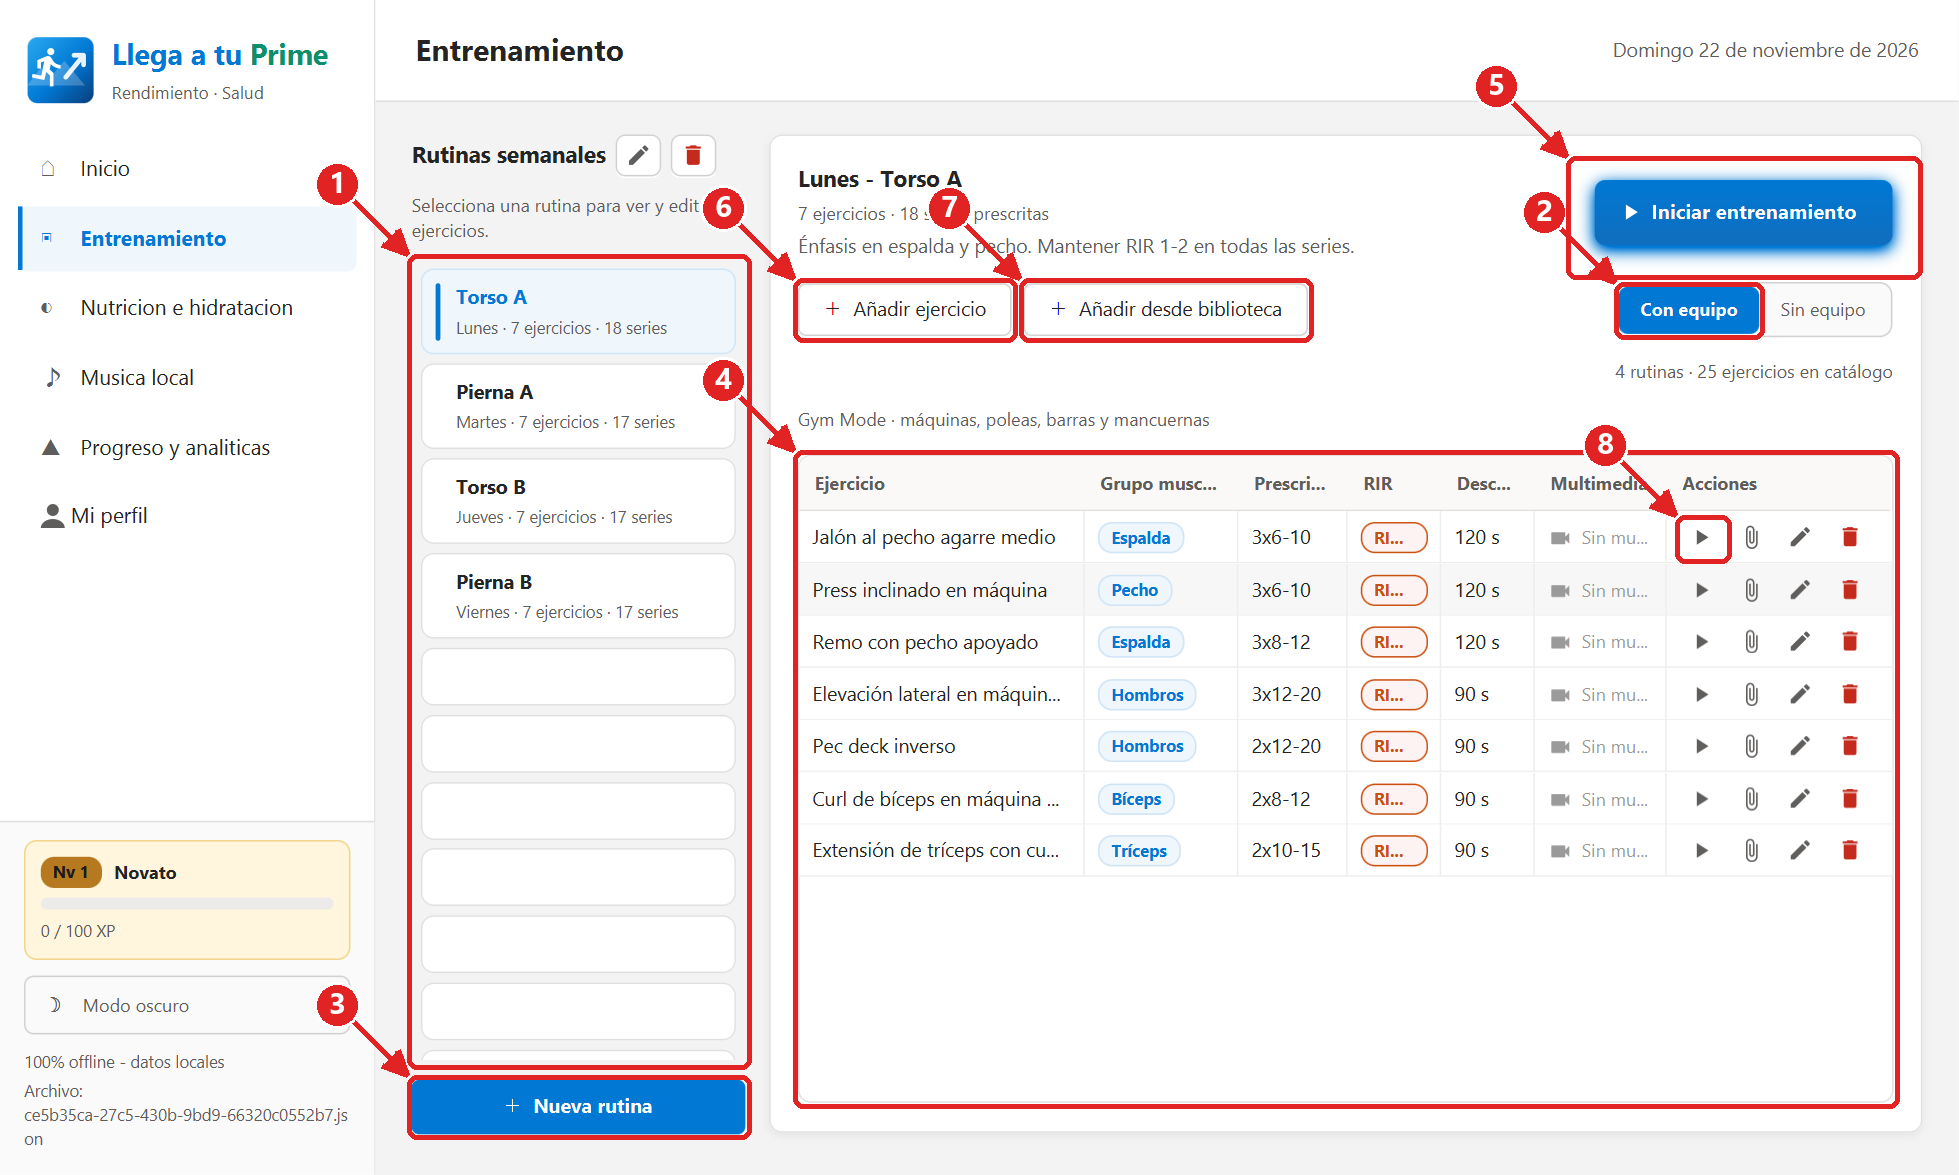 Llega a tu Prime
Rendimiento · Salud
Inicio
Entrenamiento
Nutricion e hidratacion
Musica local
Progreso y analiticas
Mi perfil
Nv 1 Novato
0 / 100 XP
Modo oscuro
100% offline - datos locales
Archivo:
ce5b35ca-27c5-430b-9bd9-66320c0552b7.js
on
Entrenamiento
Domingo 22 de noviembre de 2026
Rutinas semanales
Selecciona una rutina para ver y edit
ejercicios.
1
Torso A
Lunes · 7 ejercicios · 18 series
Pierna A
Martes · 7 ejercicios · 17 series
Torso B
Jueves · 7 ejercicios · 17 series
Pierna B
Viernes · 7 ejercicios · 17 series
3
+ Nueva rutina
Lunes - Torso A
7 ejercicios · 18 s prescritas
Énfasis en espalda y pecho. Mantener RIR 1-2 en todas las series.
5
Iniciar entrenamiento
6
+ Añadir ejercicio
7
+ Añadir desde biblioteca
2
Con equipo
Sin equipo
4 rutinas · 25 ejercicios en catálogo
4
Gym Mode · máquinas, poleas, barras y mancuernas
8
Ejercicio Grupo musc... Prescri... RIR Desc... Multimedia Acciones
Jalón al pecho agarre medio Espalda 3x6-10 RI... 120 s Sin mu...
Press inclinado en máquina Pecho 3x6-10 RI... 120 s Sin mu...
Remo con pecho apoyado Espalda 3x8-12 RI... 120 s Sin mu...
Elevación lateral en máquin... Hombros 3x12-20 RI... 90 s Sin mu...
Pec deck inverso Hombros 2x12-20 RI... 90 s Sin mu...
Curl de bíceps en máquina ... Bíceps 2x8-12 RI... 90 s Sin mu...
Extensión de tríceps con cu... Tríceps 2x10-15 RI... 90 s Sin mu...